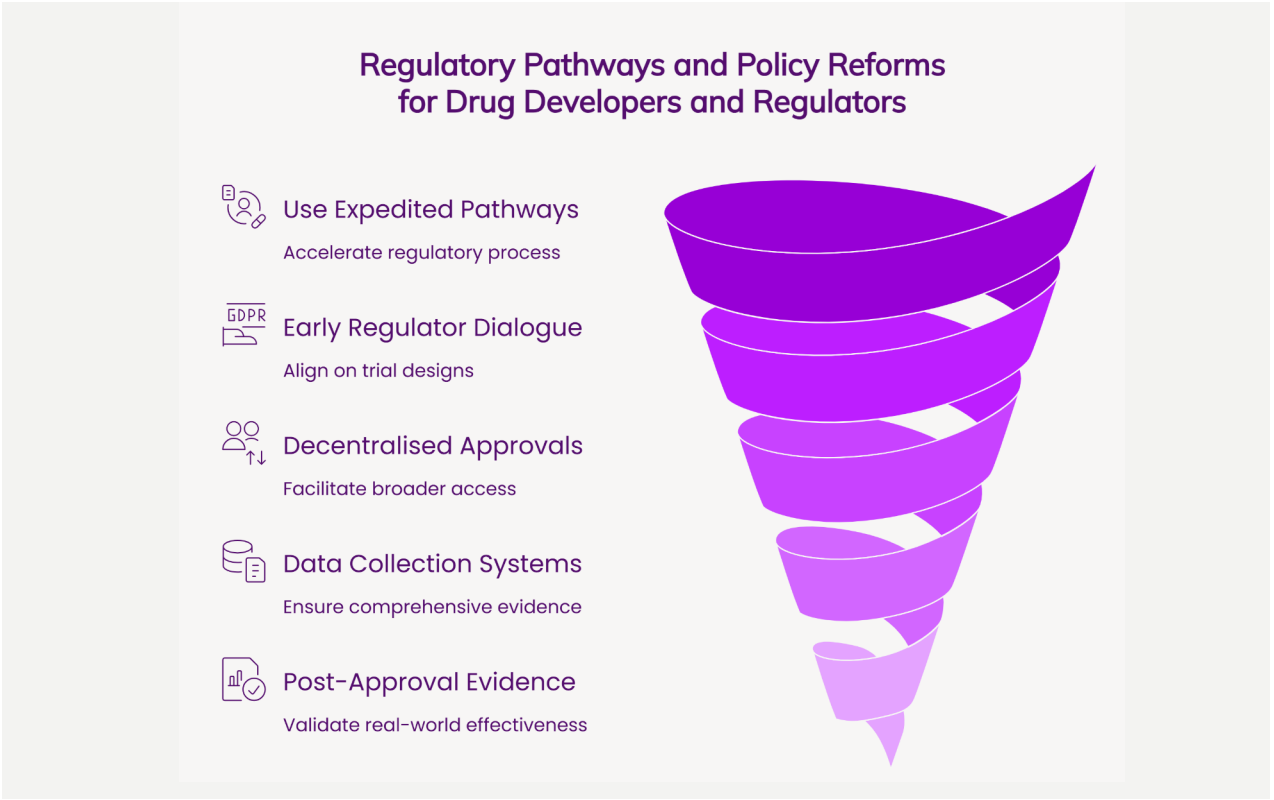 Regulatory Pathways and Policy Reforms
for Drug Developers and Regulators
Use Expedited Pathways
Accelerate regulatory process
GDPR
Early Regulator Dialogue
Align on trial designs
Decentralised Approvals
Facilitate broader access
Data Collection Systems
Ensure comprehensive evidence
Post-Approval Evidence
Validate real-world effectiveness